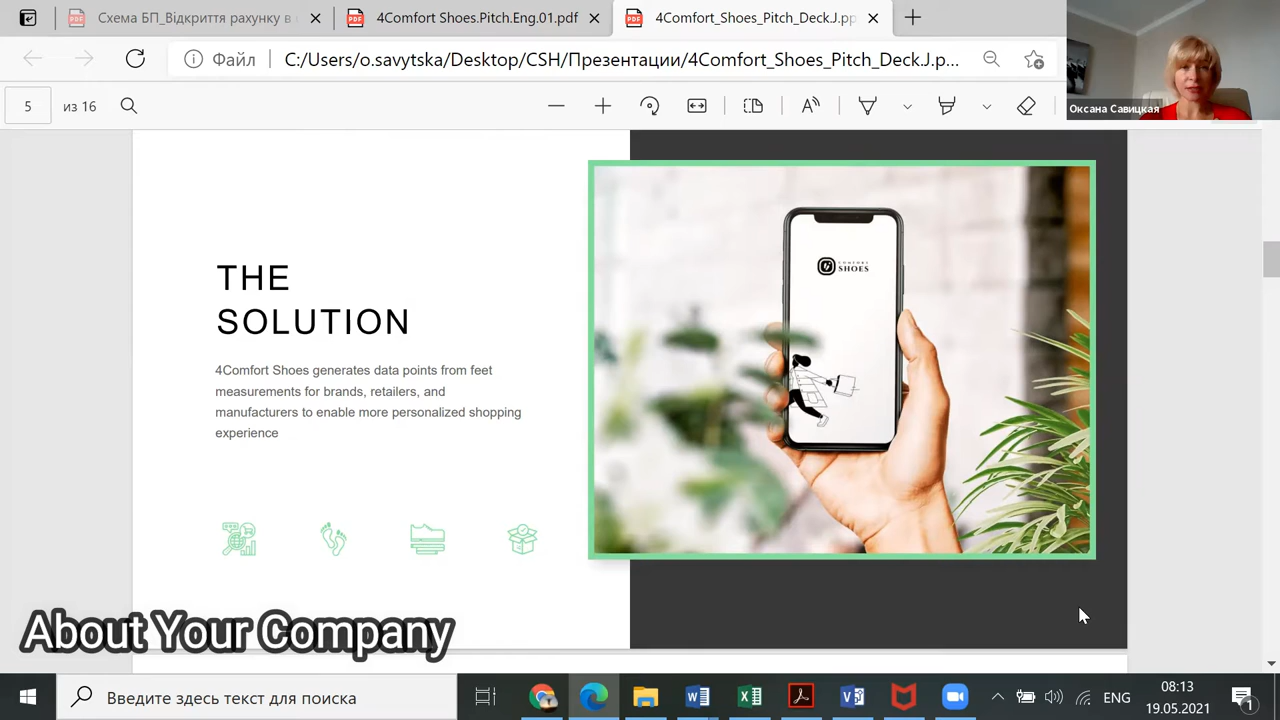 Схема БП_Відкриття рахунку в
4Comfort Shoes.Pitch.Eng.01.pdf
4Comfort_Shoes_Pitch_Deck.J.pp
Файл
C:/Users/o.savytska/Desktop/CSH/Презентации/4Comfort_Shoes_Pitch_Deck.J.p...
Оксана Савицкая
5 из 16
COMFORT
SHOES
THE
SOLUTION
4Comfort Shoes generates data points from feet
measurements for brands, retailers, and
manufacturers to enable more personalized shopping
experience
About Your Company
Введите здесь текст для поиска
ENG
08:13
19.05.2021
1